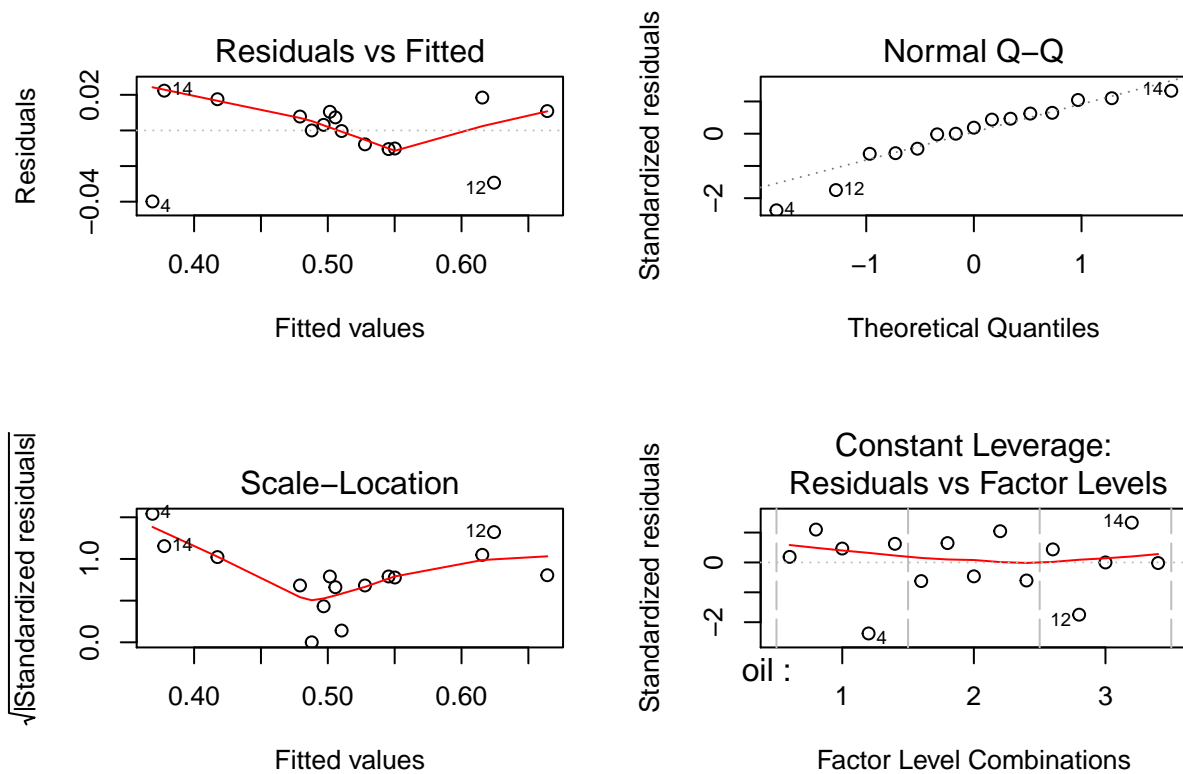 Residuals vs Fitted
Residuals
0.02
−0.04
14
4
12
0.40 0.50 0.60
Fitted values
Normal Q−Q
Standardized residuals
0
−2
14
12
4
−1 0 1
Theoretical Quantiles
Scale−Location
√|Standardized residuals|
1.0
0.0
4
14
12
0.40 0.50 0.60
Fitted values
Constant Leverage:
Residuals vs Factor Levels
Standardized residuals
0
−2
14
12
4
oil :
1 2 3
Factor Level Combinations